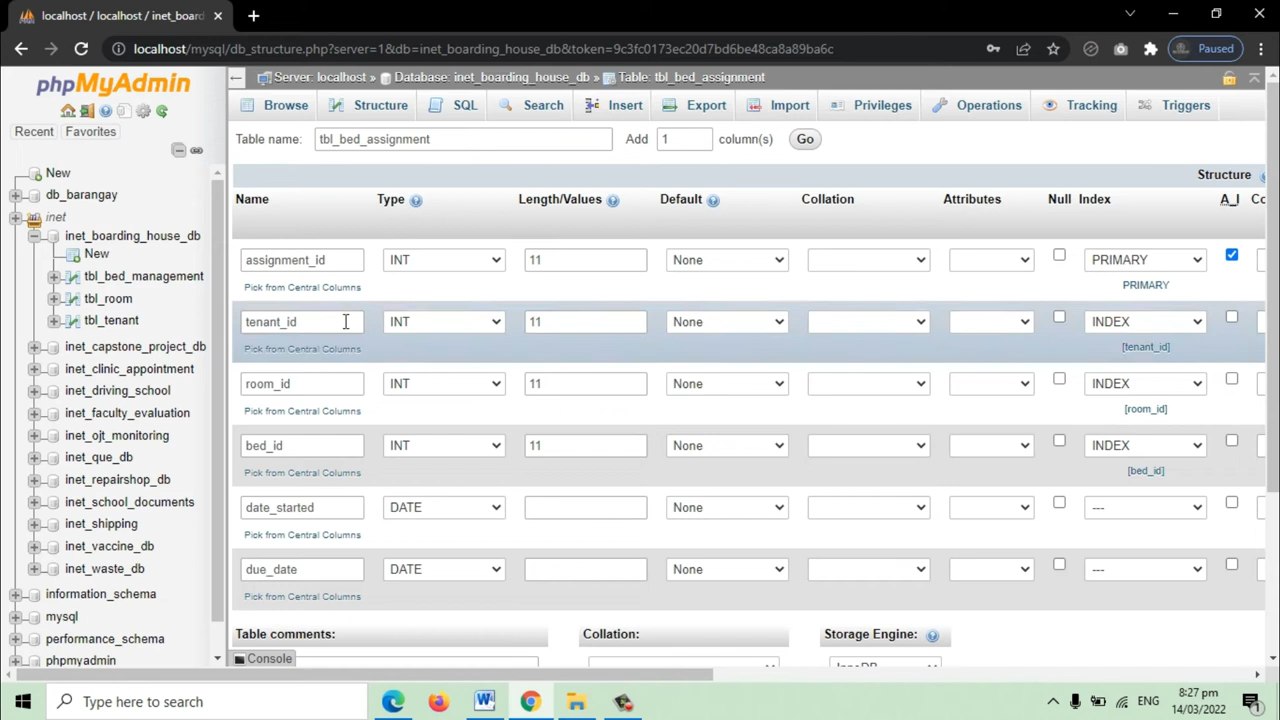 localhost / localhost / inet_board
localhost/mysql/db_structure.php?server=1&db=inet_boarding_house_db&token=9c3fc0173ec20d7bd6be48ca8a89ba6c
Paused
phpMyAdmin
Recent Favorites
New
db_barangay
inet
inet_boarding_house_db
New
tbl_bed_management
tbl_room
tbl_tenant
inet_capstone_project_db
inet_clinic_appointment
inet_driving_school
inet_faculty_evaluation
inet_ojt_monitoring
inet_que_db
inet_repairshop_db
inet_school_documents
inet_shipping
inet_vaccine_db
inet_waste_db
information_schema
mysql
performance_schema
phpmyadmin
Server: localhost » Database: inet_boarding_house_db » Table: tbl_bed_assignment
Browse Structure SQL Search Insert Export Import Privileges Operations Tracking Triggers
Table name: tbl_bed_assignment Add 1 column(s) Go
Structure
Name Type Length/Values Default Collation Attributes Null Index A_I Co
assignment_id INT 11 None PRIMARY
Pick from Central Columns PRIMARY
tenant_id INT 11 None INDEX
Pick from Central Columns [tenant_id]
room_id INT 11 None INDEX
Pick from Central Columns [room_id]
bed_id INT 11 None INDEX
Pick from Central Columns [bed_id]
date_started DATE None ---
Pick from Central Columns
due_date DATE None ---
Pick from Central Columns
Table comments: Collation: Storage Engine:
Console InnoDB
Type here to search
ENG
8:27 pm
14/03/2022
1